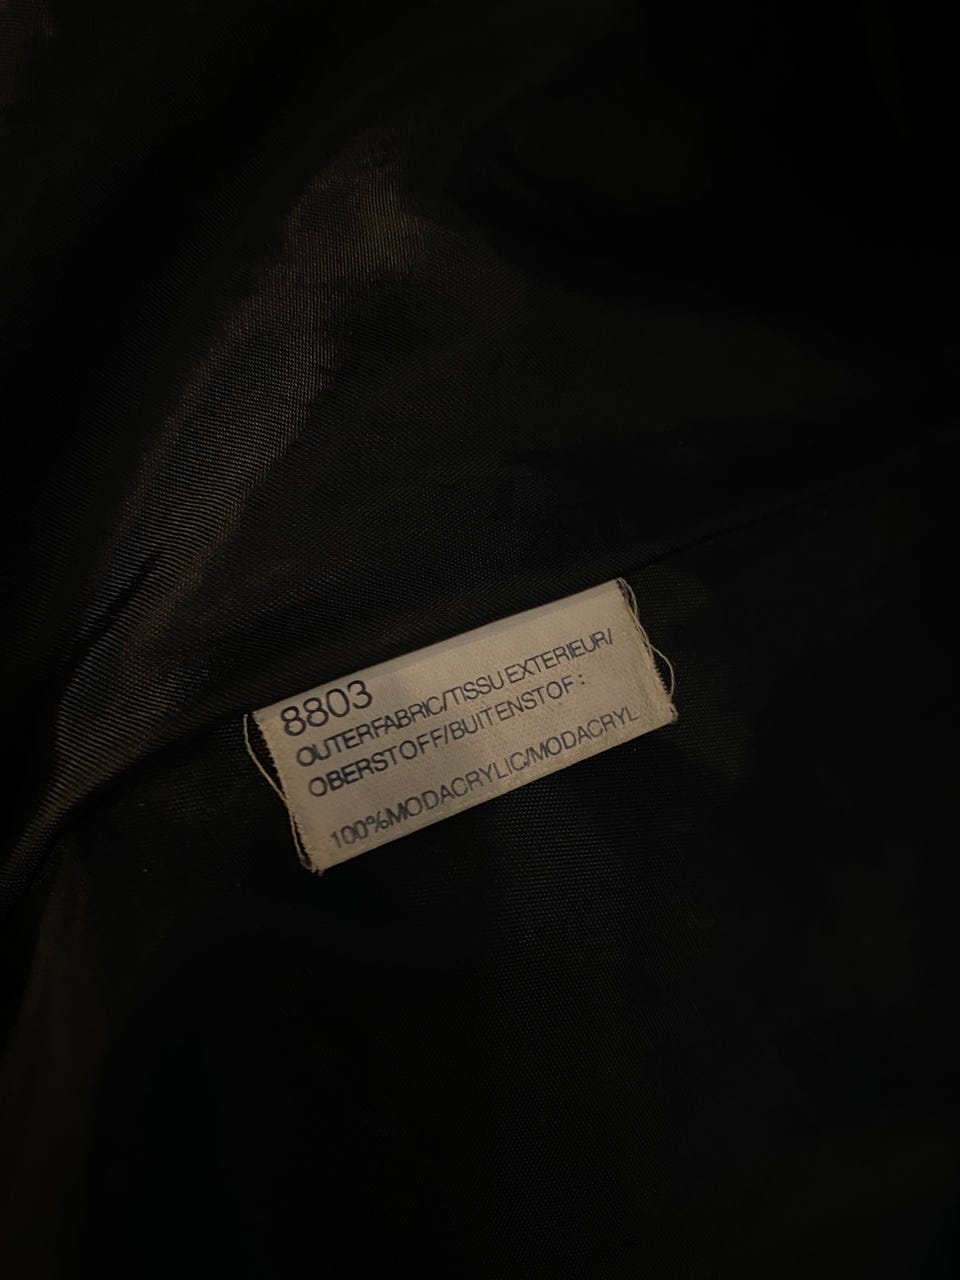 8803
OUTERFABRIC/TISSU EXTERIEUR/
OBERSTOFF/BUITENSTOF :
100%MODACRYLIC/MODACRYL